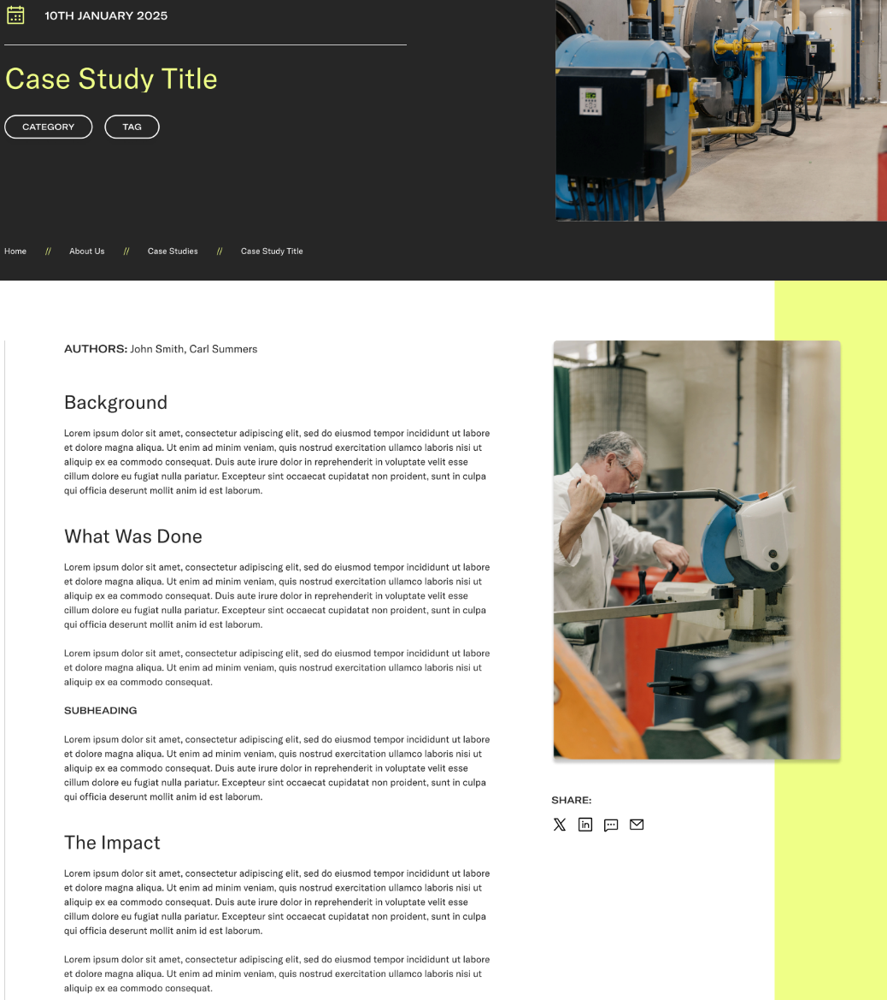 10TH JANUARY 2025
Case Study Title
CATEGORY
TAG
Home // About Us // Case Studies // Case Study Title
AUTHORS: John Smith, Carl Summers
Background
Lorem ipsum dolor sit amet, consectetur adipiscing elit, sed do eiusmod tempor incididunt ut labore
et dolore magna aliqua. Ut enim ad minim veniam, quis nostrud exercitation ullamco laboris nisi ut
aliquip ex ea commodo consequat. Duis aute irure dolor in reprehenderit in voluptate velit esse
cillum dolore eu fugiat nulla pariatur. Excepteur sint occaecat cupidatat non proident, sunt in culpa
qui officia deserunt mollit anim id est laborum.
What Was Done
Lorem ipsum dolor sit amet, consectetur adipiscing elit, sed do eiusmod tempor incididunt ut labore
et dolore magna aliqua. Ut enim ad minim veniam, quis nostrud exercitation ullamco laboris nisi ut
aliquip ex ea commodo consequat. Duis aute irure dolor in reprehenderit in voluptate velit esse
cillum dolore eu fugiat nulla pariatur. Excepteur sint occaecat cupidatat non proident, sunt in culpa
qui officia deserunt mollit anim id est laborum.
Lorem ipsum dolor sit amet, consectetur adipiscing elit, sed do eiusmod tempor incididunt ut labore
et dolore magna aliqua. Ut enim ad minim veniam, quis nostrud exercitation ullamco laboris nisi ut
aliquip ex ea commodo consequat.
SUBHEADING
Lorem ipsum dolor sit amet, consectetur adipiscing elit, sed do eiusmod tempor incididunt ut labore
et dolore magna aliqua. Ut enim ad minim veniam, quis nostrud exercitation ullamco laboris nisi ut
aliquip ex ea commodo consequat. Duis aute irure dolor in reprehenderit in voluptate velit esse
cillum dolore eu fugiat nulla pariatur. Excepteur sint occaecat cupidatat non proident, sunt in culpa
qui officia deserunt mollit anim id est laborum.
The Impact
Lorem ipsum dolor sit amet, consectetur adipiscing elit, sed do eiusmod tempor incididunt ut labore
et dolore magna aliqua. Ut enim ad minim veniam, quis nostrud exercitation ullamco laboris nisi ut
aliquip ex ea commodo consequat. Duis aute irure dolor in reprehenderit in voluptate velit esse
cillum dolore eu fugiat nulla pariatur. Excepteur sint occaecat cupidatat non proident, sunt in culpa
qui officia deserunt mollit anim id est laborum.
Lorem ipsum dolor sit amet, consectetur adipiscing elit, sed do eiusmod tempor incididunt ut labore
et dolore magna aliqua. Ut enim ad minim veniam, quis nostrud exercitation ullamco laboris nisi ut
aliquip ex ea commodo consequat.
SHARE: